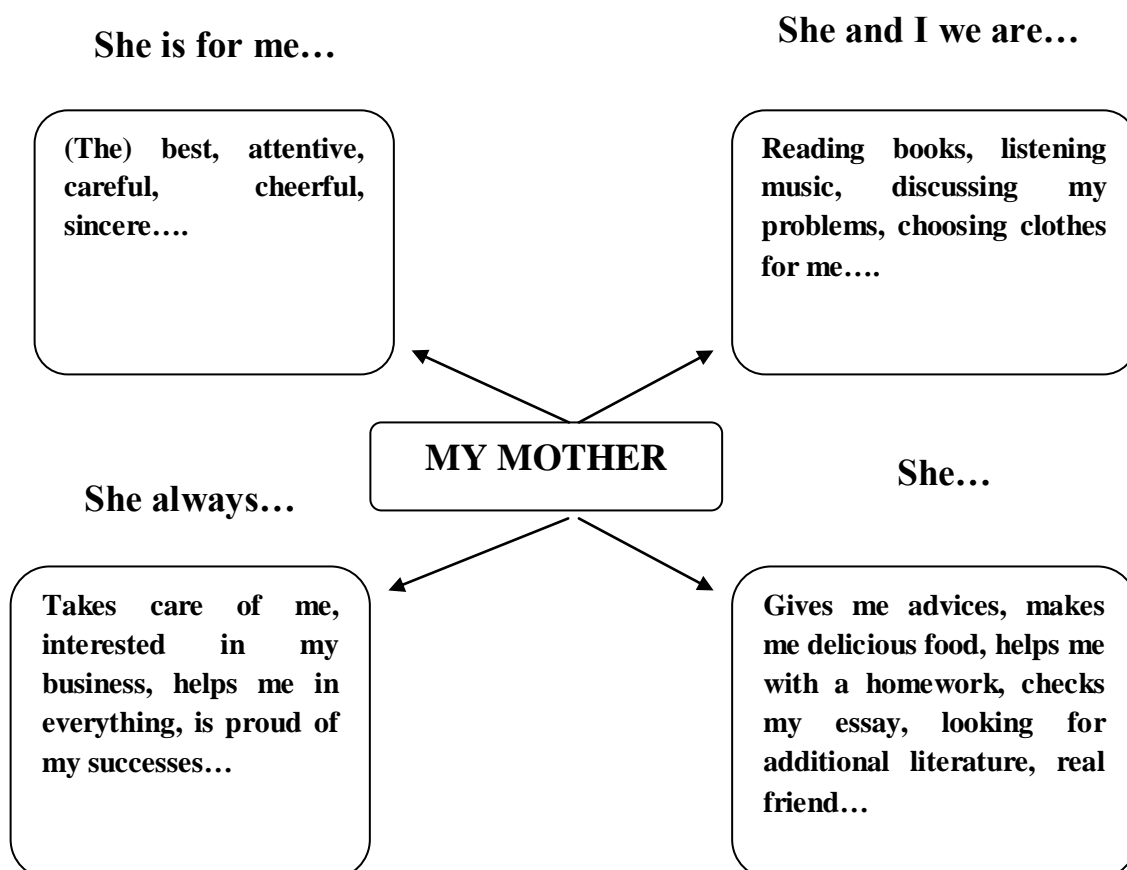 She is for me…
(The) best, attentive,
careful, cheerful,
sincere….
She and I we are…
Reading books, listening
music, discussing my
problems, choosing clothes
for me….
MY MOTHER
She always…
Takes care of me,
interested in my
business, helps me in
everything, is proud of
my successes…
She…
Gives me advices, makes
me delicious food, helps me
with a homework, checks
my essay, looking for
additional literature, real
friend…